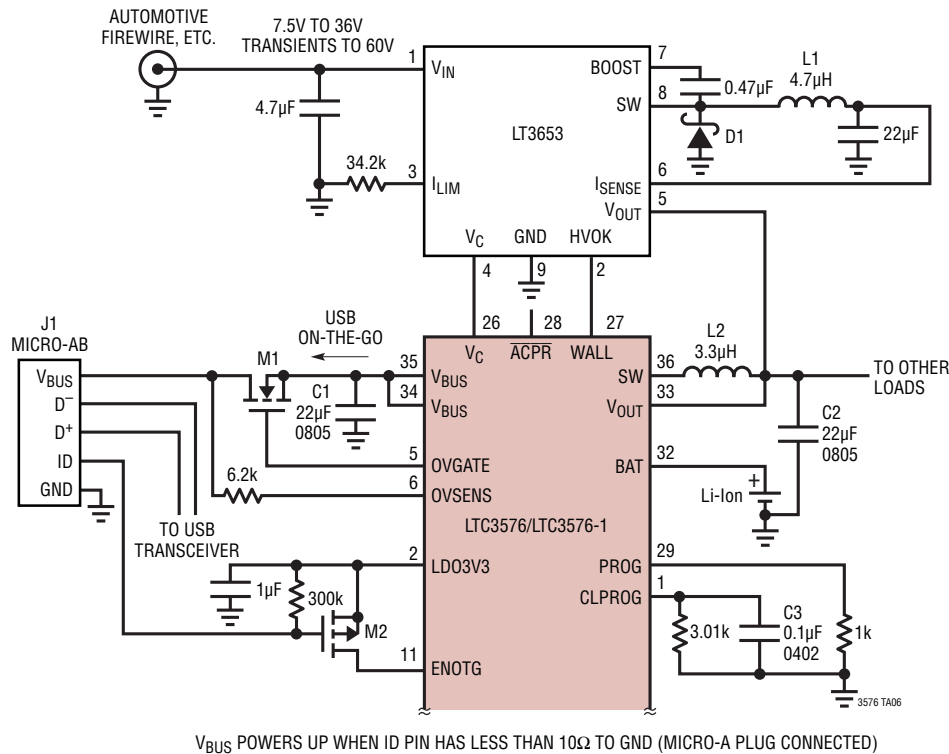 AUTOMOTIVE
FIREWIRE, ETC.
7.5V TO 36V
TRANSIENTS TO 60V
1
VIN
4.7µF
34.2k
3
ILIM
LT3653
BOOST
7
0.47µF
SW
8
D1
L1
4.7µH
22µF
ISENSE
6
VOUT
5
VC
GND
HVOK
4
9
2
26
28
27
VC
ACPR
WALL
J1
MICRO-AB
VBUS
D–
D+
ID
GND
USB
ON-THE-GO
M1
C1
22µF
0805
35
VBUS
34
VBUS
5
OVGATE
6.2k
6
OVSENS
TO USB
TRANSCEIVER
LTC3576/LTC3576-1
2
LDO3V3
1µF
300k
M2
11
ENOTG
SW
36
L2
3.3µH
VOUT
33
TO OTHER
LOADS
C2
22µF
0805
BAT
32
Li-Ion
+
PROG
29
CLPROG
1
3.01k
C3
0.1µF
0402
1k
3576 TA06
VBUS POWERS UP WHEN ID PIN HAS LESS THAN 10Ω TO GND (MICRO-A PLUG CONNECTED)